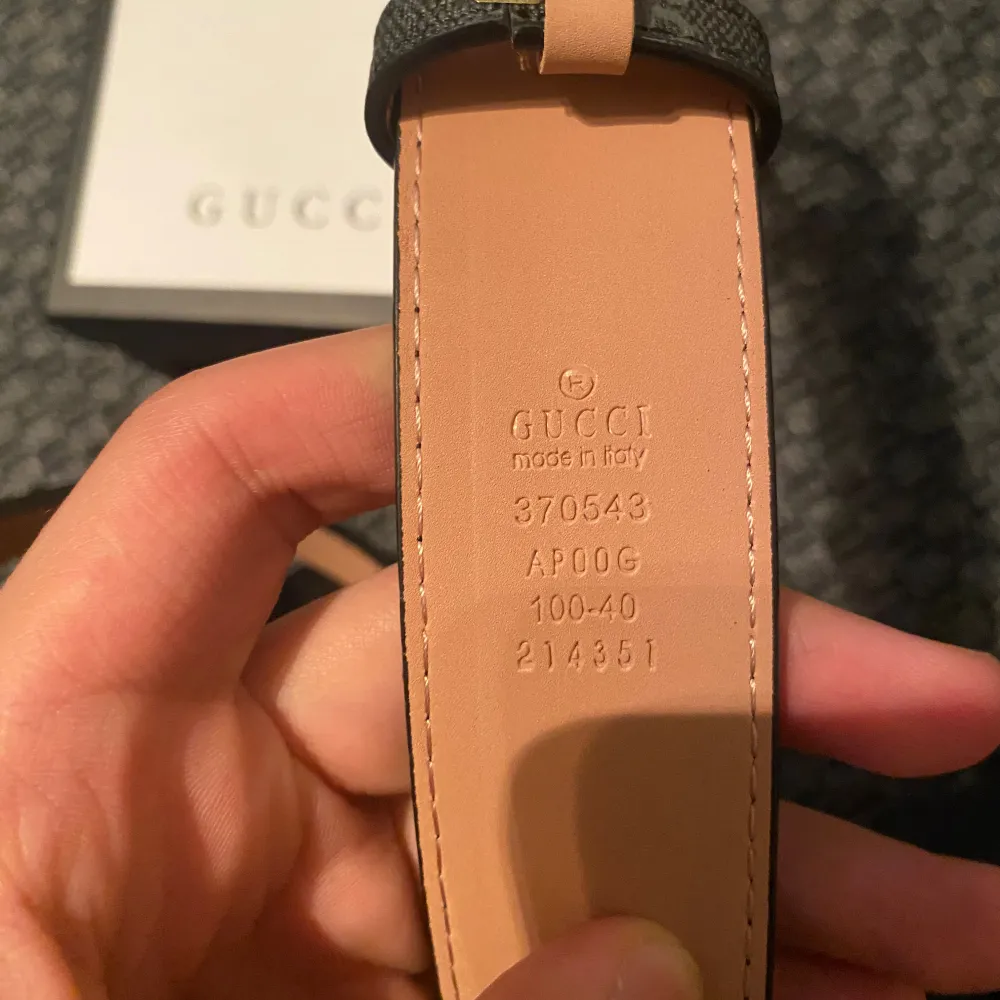 GUCC
R
GUCCI
made in Italy
370543
AP00G
100-40
214351